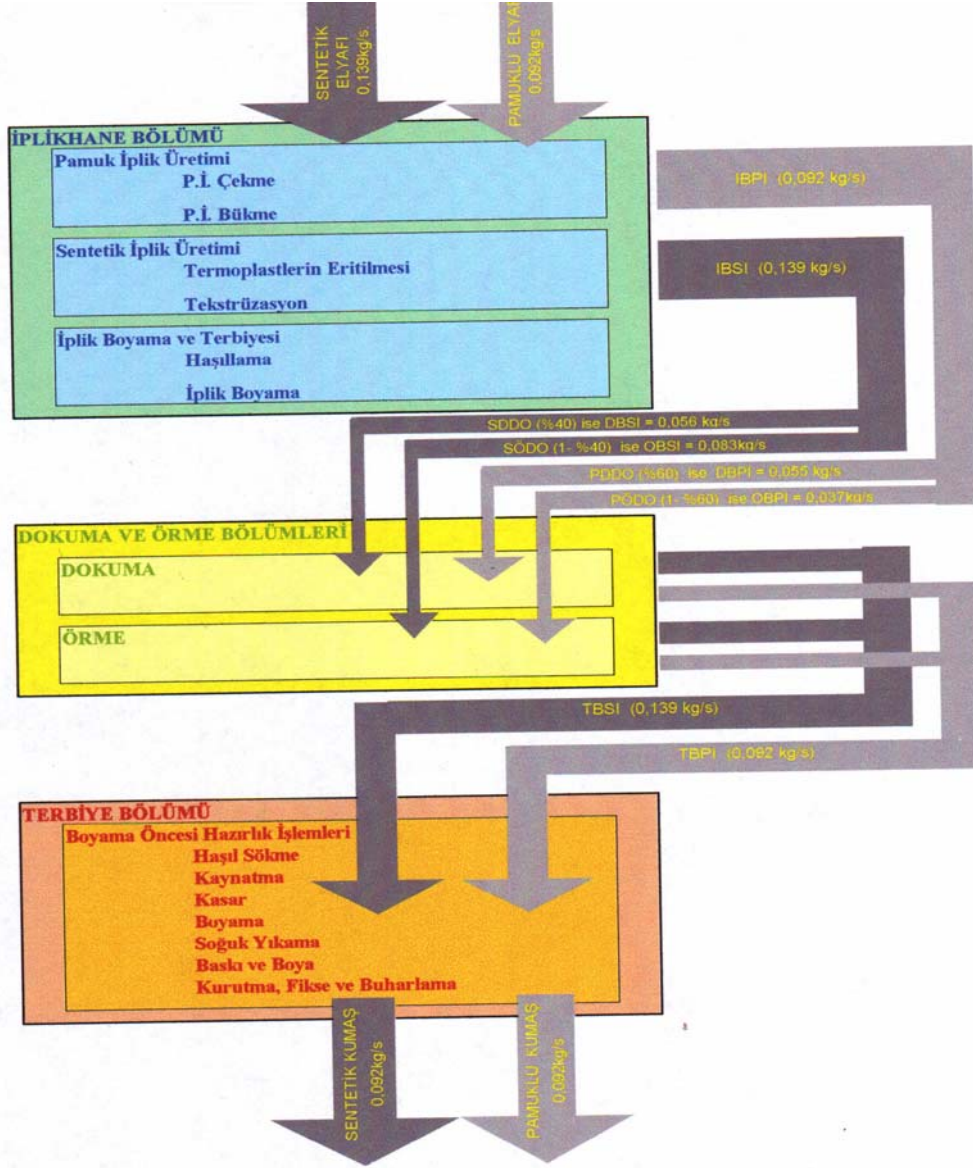 SENTETİK
ELYAFI
0,139kg/s
PAMUKLU ELYAFI
0,092kg/s
İPLİKHANE BÖLÜMÜ
Pamuk İplik Üretimi
P.İ. Çekme
P.İ. Bükme
IBPI (0,092 kg/s)
Sentetik İplik Üretimi
Termoplastlerin Eritilmesi
Tekstrüzasyon
IBSI (0,139 kg/s)
İplik Boyama ve Terbiyesi
Haşıllama
İplik Boyama
SDDO (%40) ise DBSI = 0,056 kg/s
SÖDO (1- %40) ise OBSI = 0,083kg/s
PDDO (%60) ise DBPI = 0,055 kg/s
PÖDO (1- %60) ise OBPI = 0,037kg/s
DOKUMA VE ÖRME BÖLÜMLERİ
DOKUMA
ÖRME
TBSI (0,139 kg/s)
TBPI (0,092 kg/s)
TERBİYE BÖLÜMÜ
Boyama Öncesi Hazırlık İşlemleri
Haşıl Sökme
Kaynatma
Kasar
Boyama
Soğuk Yıkama
Baskı ve Boya
Kurutma, Fikse ve Buharlama
SENTETİK KUMAŞ
0,092kg/s
PAMUKLU KUMAŞ
0,092kg/s